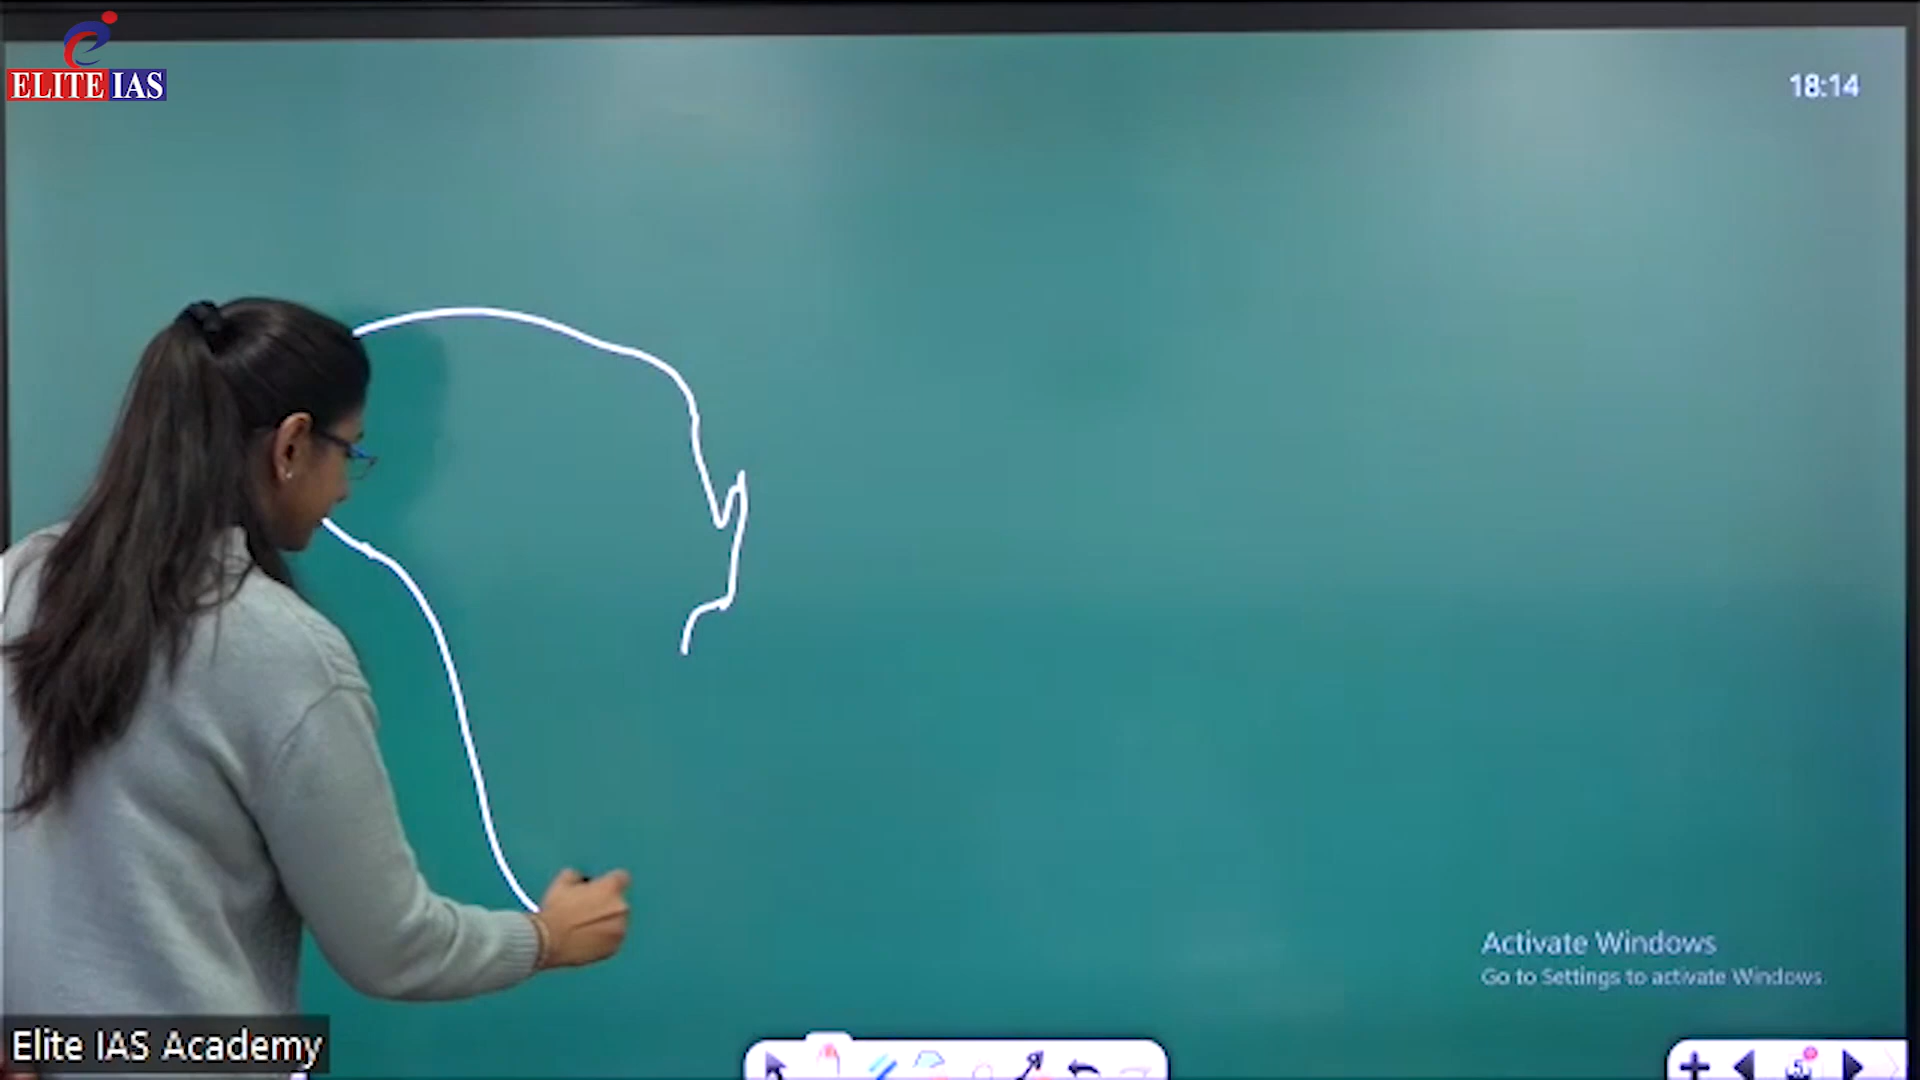 ELITE IAS
18:14
Activate Windows
Go to Settings to activate Windows.
Elite IAS Academy